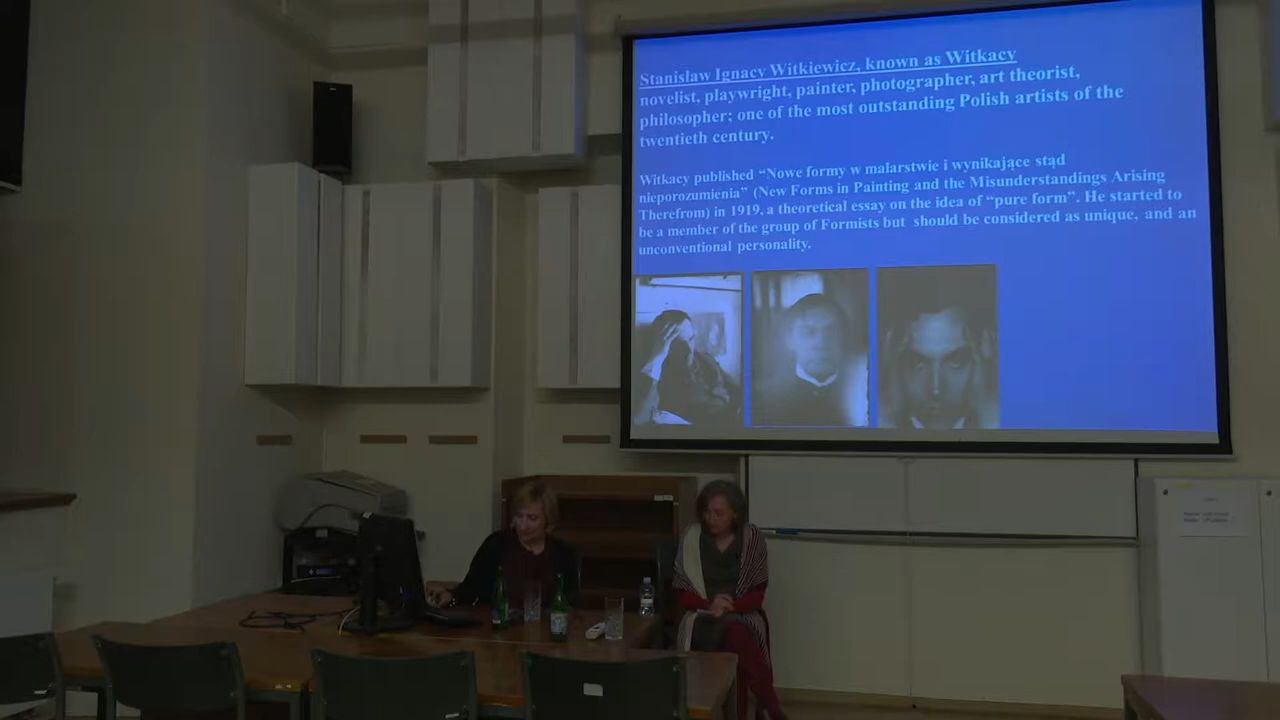 Stanisław Ignacy Witkiewicz, known as Witkacy
novelist, playwright, painter, photographer, art theorist,
philosopher; one of the most outstanding Polish artists of the
twentieth century.
Witkacy published “Nowe formy w malarstwie i wynikające stąd
nieporozumienia” (New Forms in Painting and the Misunderstandings Arising
Therefrom) in 1919, a theoretical essay on the idea of “pure form”. He started to
be a member of the group of Formists but should be considered as unique, and an
unconventional personality.